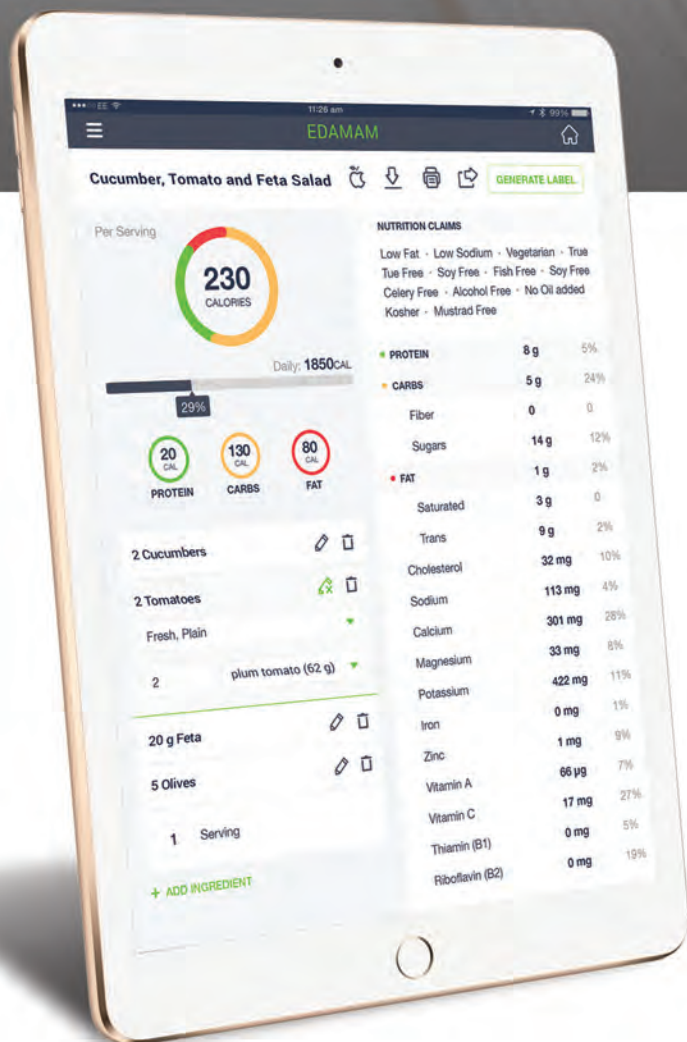 EE
11:26 am
99%
EDAMAM
Cucumber, Tomato and Feta Salad
GENERATE LABEL
Per Serving
230
CALORIES
Daily: 1850CAL
29%
20
CAL
PROTEIN
130
CAL
CARBS
80
CAL
FAT
2 Cucumbers
2 Tomatoes
Fresh, Plain
2 plum tomato (62 g)
20 g Feta
5 Olives
1 Serving
+ ADD INGREDIENT
NUTRITION CLAIMS
Low Fat · Low Sodium · Vegetarian · True
Tue Free · Soy Free · Fish Free · Soy Free
Celery Free · Alcohol Free · No Oil added
Kosher · Mustrad Free
PROTEIN 8 g 5%
CARBS 5 g 24%
Fiber 0 0
Sugars 14 g 12%
FAT 1 g 2%
Saturated 3 g 0
Trans 9 g 2%
Cholesterol 32 mg 10%
Sodium 113 mg 4%
Calcium 301 mg 28%
Magnesium 33 mg 8%
Potassium 422 mg 11%
Iron 0 mg 1%
Zinc 1 mg 9%
Vitamin A 66 µg 7%
Vitamin C 17 mg 27%
Thiamin (B1) 0 mg 5%
Riboflavin (B2) 0 mg 19%